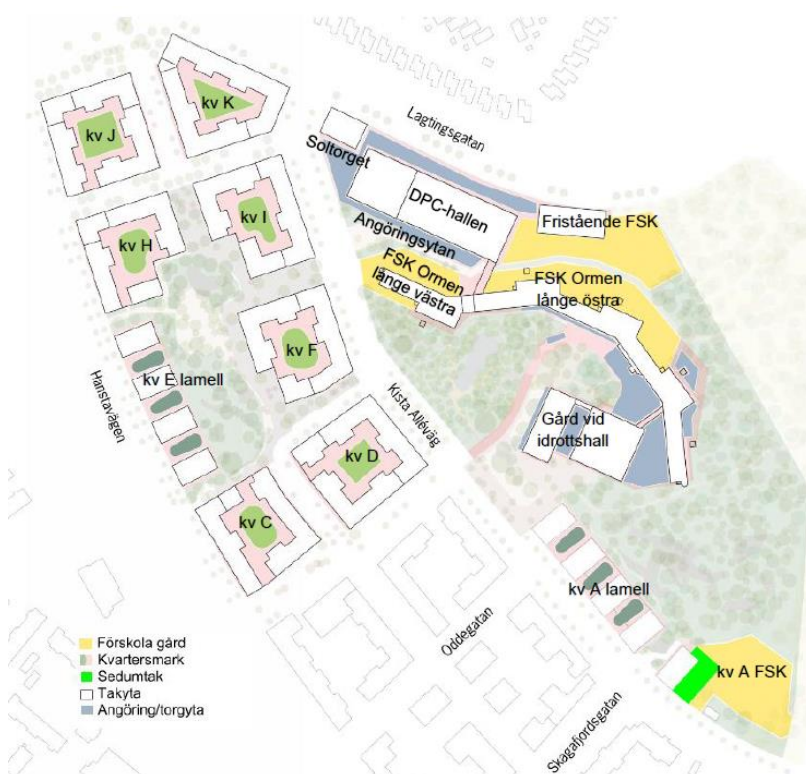 kv K
kv J
Lagtingsgatan
Soltorget
DPC-hallen
kv I
Fristående FSK
Angöringsytan
kv H
FSK Ormen
långe västra
FSK Ormen
långe östra
kv F
kv E lamell
Hanstavägen
Kista Alléväg
Gård vid
idrottshall
kv D
kv C
kv A lamell
Oddegatan
kv A FSK
Skagafjordsgatan
Förskola gård
Kvartersmark
Sedumtak
Takyta
Angöring/torgyta